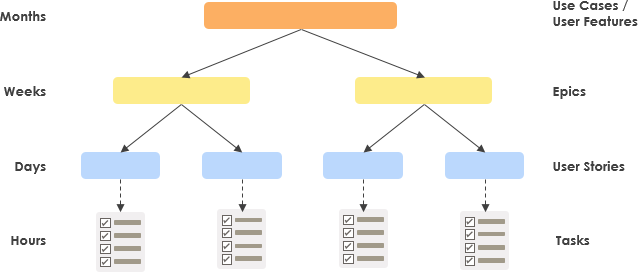 Months
Use Cases /
User Features
Weeks
Epics
Days
User Stories
Hours
Tasks